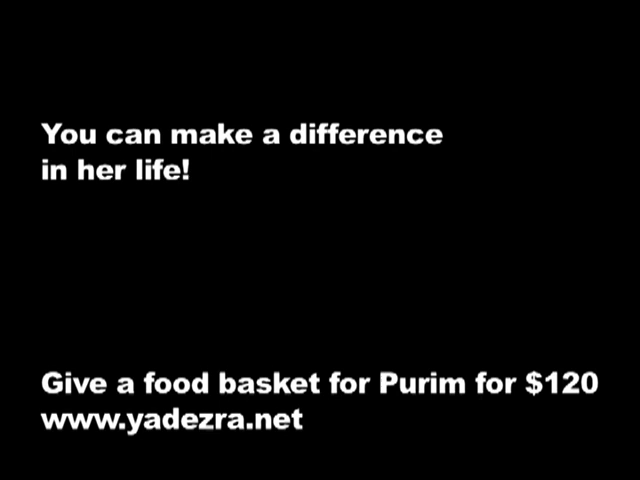 You can make a difference
in her life!
Give a food basket for Purim for $120
www.yadezra.net